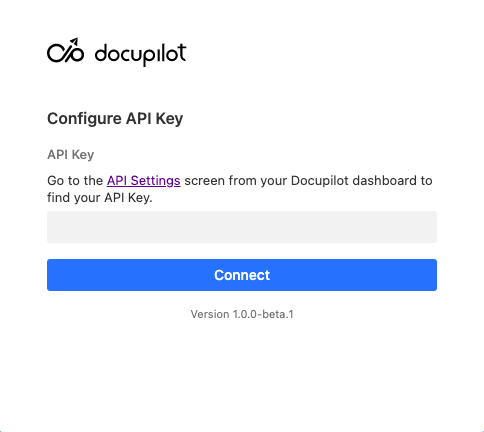 docupilot
Configure API Key
API Key
Go to the API Settings screen from your Docupilot dashboard to
find your API Key.
Connect
Version 1.0.0-beta.1